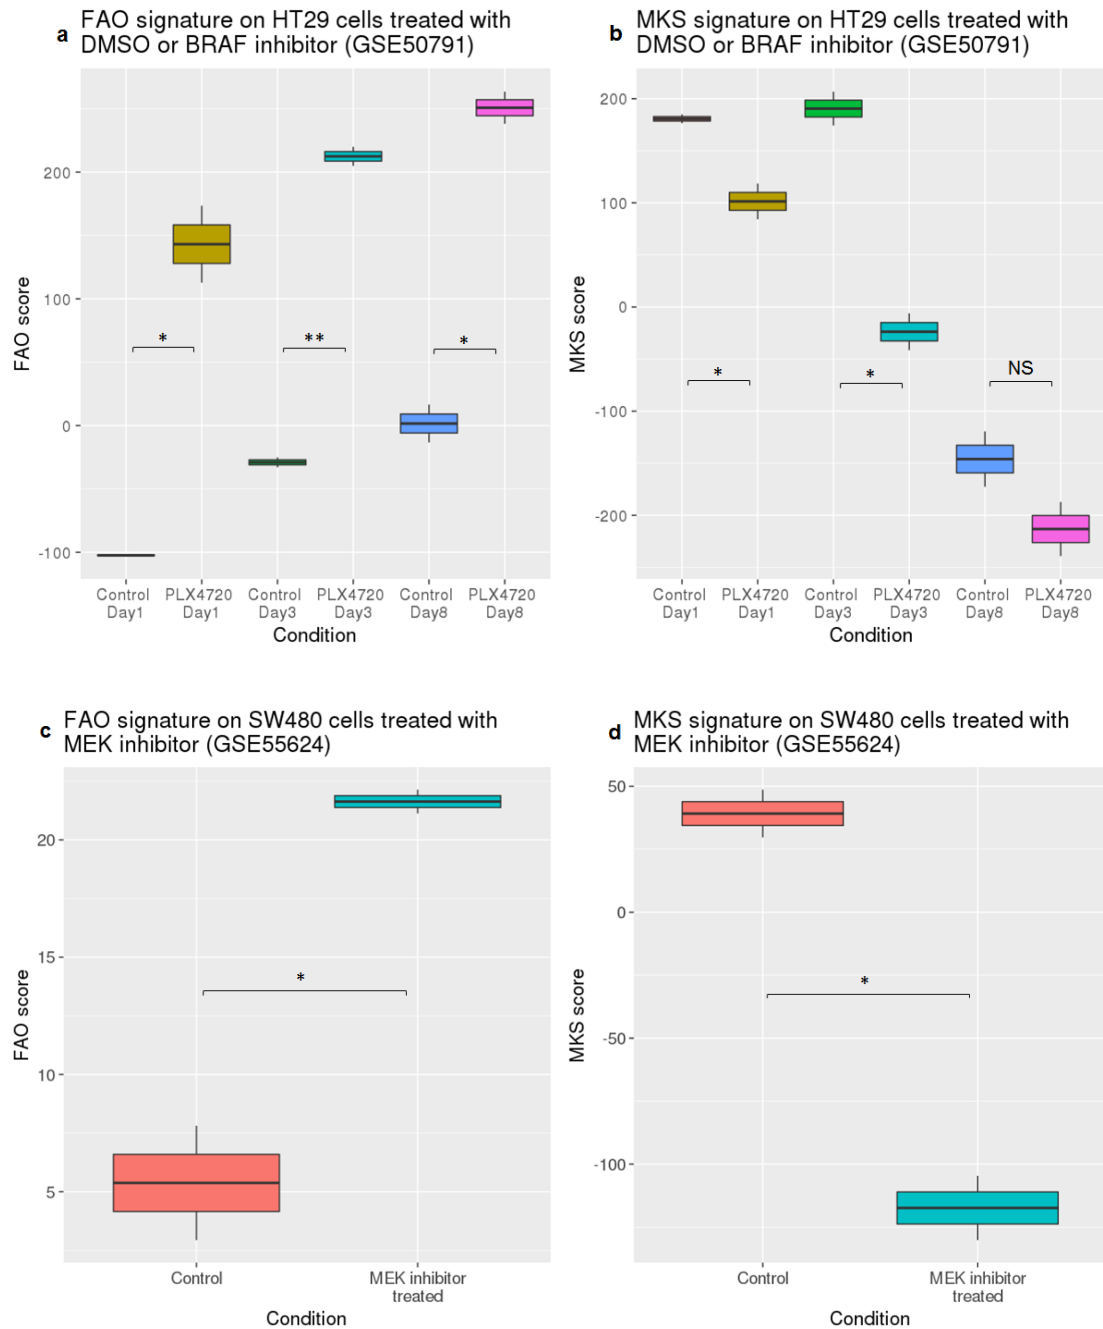 a
FAO signature on HT29 cells treated with
DMSO or BRAF inhibitor (GSE50791)
FAO score
200
100
0
-100
*
**
*
Control
Day1
PLX4720
Day1
Control
Day3
PLX4720
Day3
Control
Day8
PLX4720
Day8
Condition
b
MKS signature on HT29 cells treated with
DMSO or BRAF inhibitor (GSE50791)
MKS score
200
100
0
-100
-200
*
*
NS
Control
Day1
PLX4720
Day1
Control
Day3
PLX4720
Day3
Control
Day8
PLX4720
Day8
Condition
c
FAO signature on SW480 cells treated with
MEK inhibitor (GSE55624)
FAO score
20
15
10
5
*
Control
MEK inhibitor
treated
Condition
d
MKS signature on SW480 cells treated with
MEK inhibitor (GSE55624)
MKS score
50
0
-50
-100
*
Control
MEK inhibitor
treated
Condition